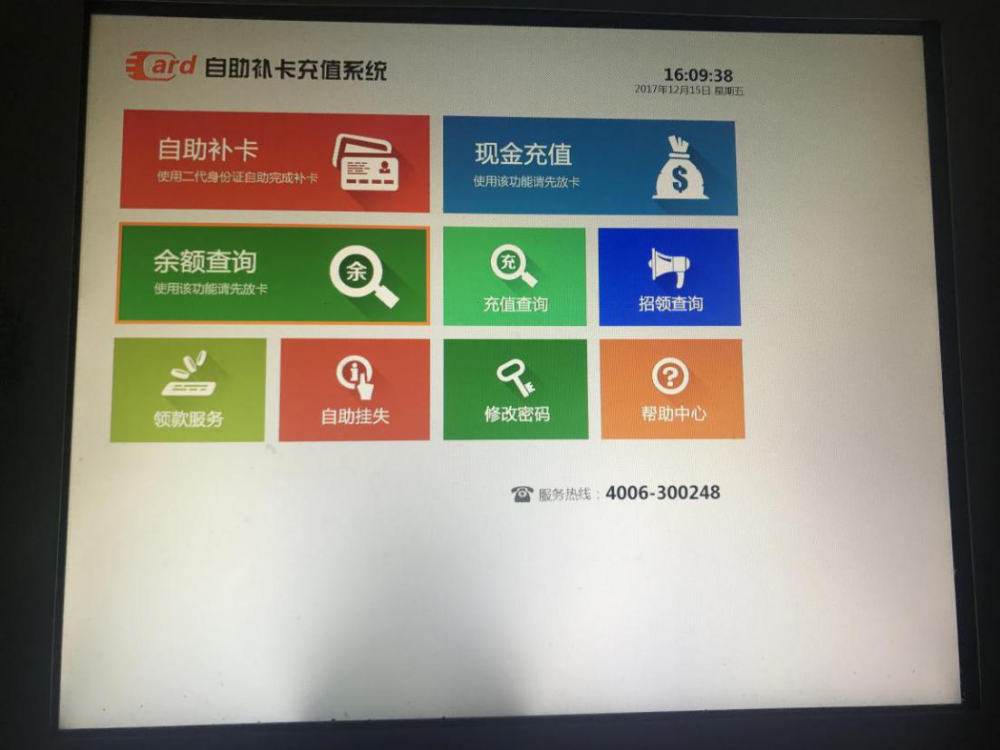 Card 自助补卡充值系统
16:09:38
2017年12月15日 星期五
自助补卡
使用二代身份证自助完成补卡
现金充值
使用该功能请先放卡
$
余额查询
使用该功能请先放卡
余
充
充值查询
招领查询
领款服务
自助挂失
修改密码
?
帮助中心
服务热线：4006-300248